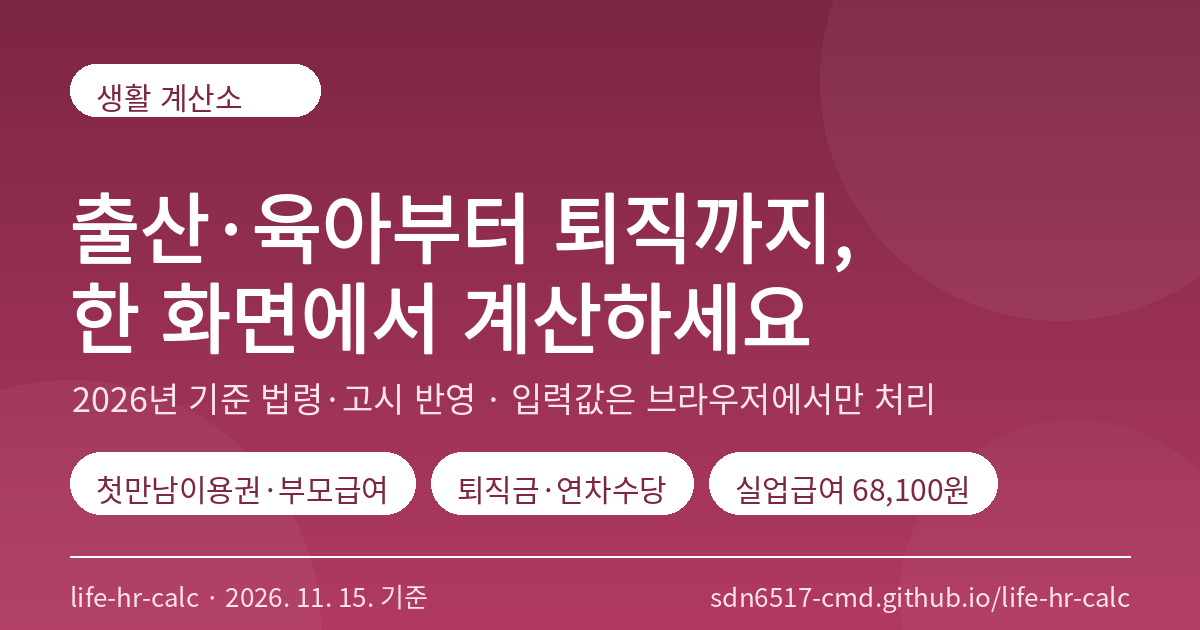 생활 계산소
출산·육아부터 퇴직까지,
한 화면에서 계산하세요
2026년 기준 법령·고시 반영 · 입력값은 브라우저에서만 처리
첫만남이용권·부모급여 퇴직금·연차수당 실업급여 68,100원
life-hr-calc · 2026. 11. 15. 기준 sdn6517-cmd.github.io/life-hr-calc